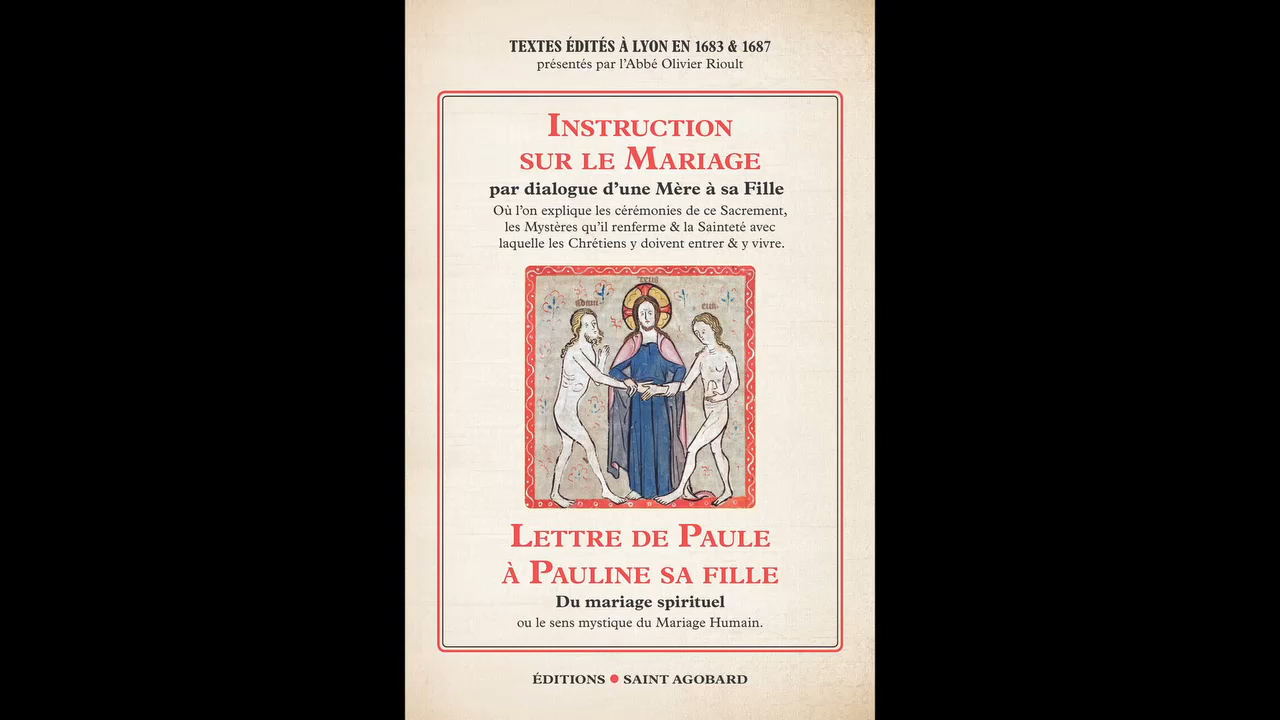 TEXTES ÉDITÉS À LYON EN 1683 & 1687
présentés par l'Abbé Olivier Rioult
INSTRUCTION
SUR LE MARIAGE
par dialogue d'une Mère à sa Fille
Où l'on explique les cérémonies de ce Sacrement,
les Mystères qu'il renferme & la Sainteté avec
laquelle les Chrétiens y doivent entrer & y vivre.
LETTRE DE PAULE
À PAULINE SA FILLE
Du mariage spirituel
ou le sens mystique du Mariage Humain.
ÉDITIONS • SAINT AGOBARD